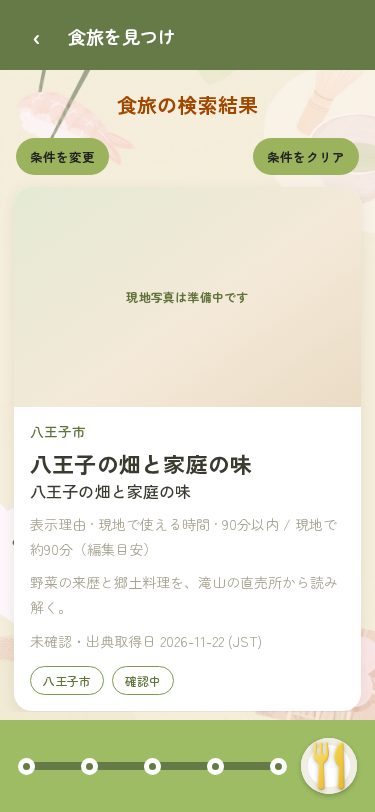 ‹ 食旅を見つけ
食旅の検索結果
条件を変更 条件をクリア
現地写真は準備中です
八王子市
八王子の畑と家庭の味
八王子の畑と家庭の味
表示理由 · 現地で使える時間 · 90分以内 / 現地で
約90分（編集目安）
野菜の来歴と郷土料理を、滝山の直売所から読み
解く。
未確認・出典取得日 2026-11-22 (JST)
八王子市 確認中